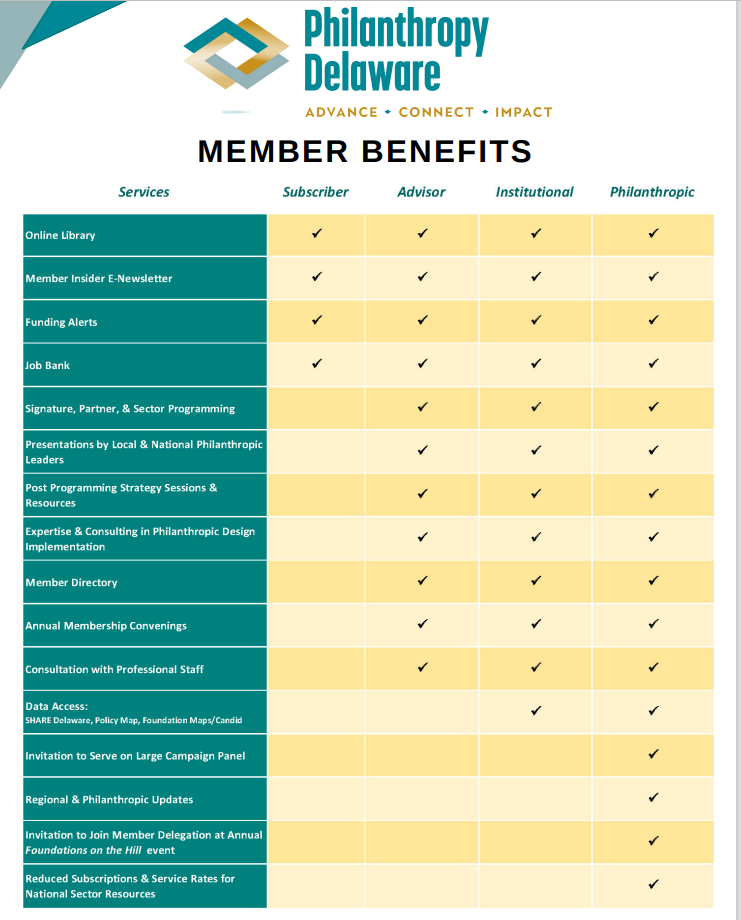 Philanthropy
Delaware
ADVANCE ✦ CONNECT ✦ IMPACT
MEMBER BENEFITS
Services Subscriber Advisor Institutional Philanthropic
Online Library ✓ ✓ ✓ ✓
Member Insider E-Newsletter ✓ ✓ ✓ ✓
Funding Alerts ✓ ✓ ✓ ✓
Job Bank ✓ ✓ ✓ ✓
Signature, Partner, & Sector Programming ✓ ✓ ✓
Presentations by Local & National Philanthropic
Leaders ✓ ✓ ✓
Post Programming Strategy Sessions &
Resources ✓ ✓ ✓
Expertise & Consulting in Philanthropic Design
Implementation ✓ ✓ ✓
Member Directory ✓ ✓ ✓
Annual Membership Convenings ✓ ✓ ✓
Consultation with Professional Staff ✓ ✓ ✓
Data Access:
SHARE Delaware, Policy Map, Foundation Maps/Candid ✓ ✓
Invitation to Serve on Large Campaign Panel ✓
Regional & Philanthropic Updates ✓
Invitation to Join Member Delegation at Annual
Foundations on the Hill event ✓
Reduced Subscriptions & Service Rates for
National Sector Resources ✓